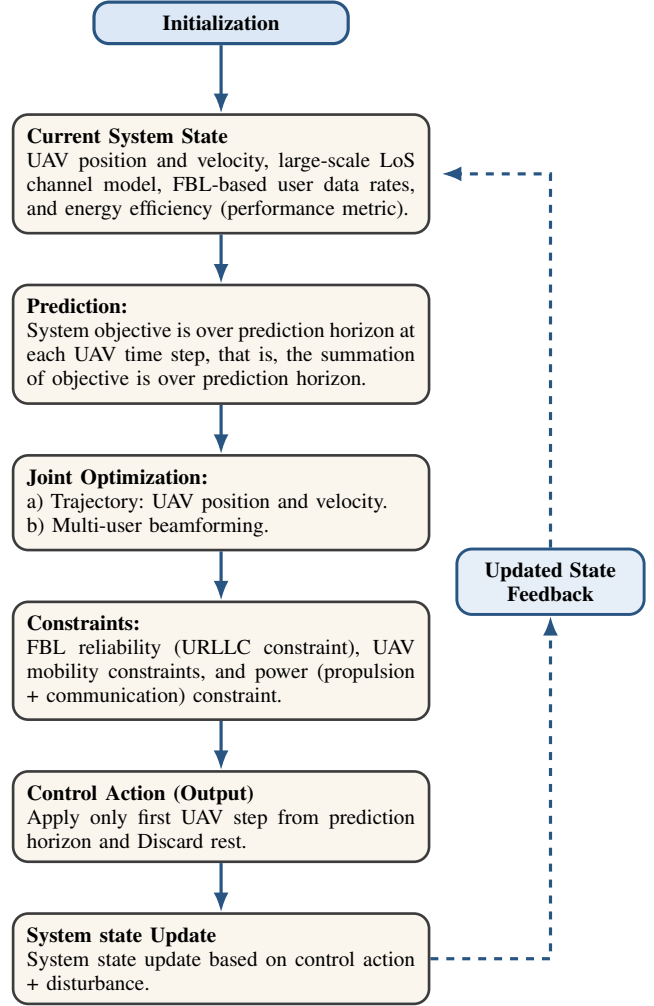 Initialization
Current System State
UAV position and velocity, large-scale LoS
channel model, FBL-based user data rates,
and energy efficiency (performance metric).
Prediction:
System objective is over prediction horizon at
each UAV time step, that is, the summation
of objective is over prediction horizon.
Joint Optimization:
a) Trajectory: UAV position and velocity.
b) Multi-user beamforming.
Updated State
Feedback
Constraints:
FBL reliability (URLLC constraint), UAV
mobility constraints, and power (propulsion
+ communication) constraint.
Control Action (Output)
Apply only first UAV step from prediction
horizon and Discard rest.
System state Update
System state update based on control action
+ disturbance.